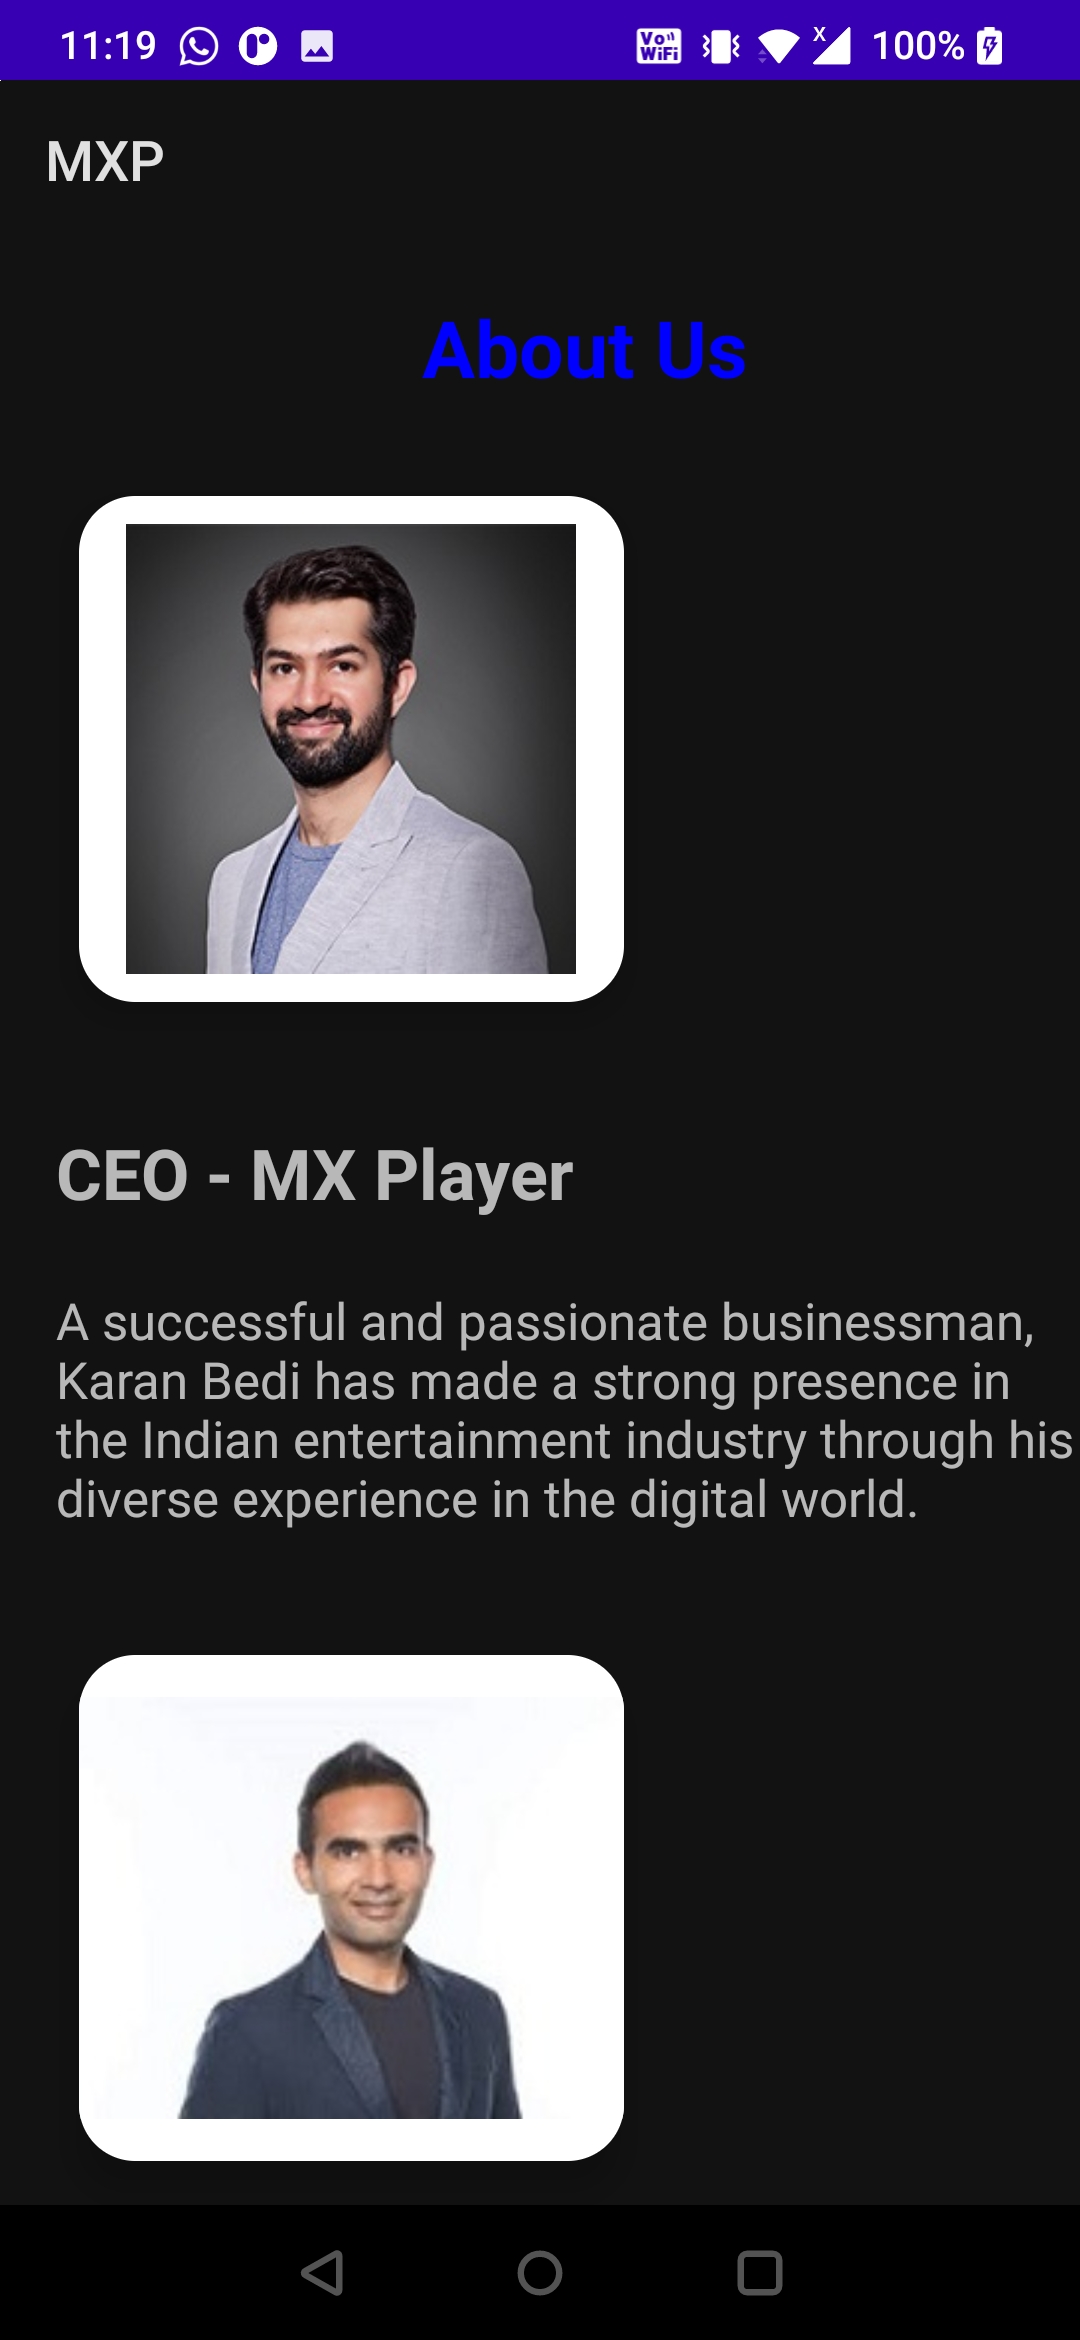 11:19
Vo WiFi
X
100%
MXP
About Us
CEO - MX Player
A successful and passionate businessman,
Karan Bedi has made a strong presence in
the Indian entertainment industry through his
diverse experience in the digital world.